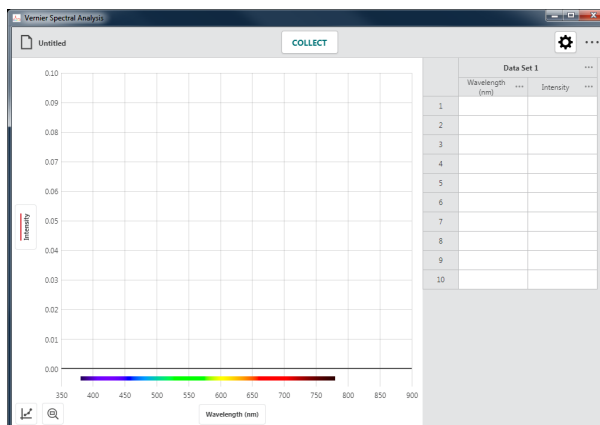 Vernier Spectral Analysis
Untitled
COLLECT
Data Set 1
Wavelength (nm)
Intensity
1
2
3
4
5
6
7
8
9
10
0.10
0.09
0.08
0.07
0.06
0.05
0.04
0.03
0.02
0.01
0.00
Intensity
350 400 450 500 550 600 650 700 750 800 850 900
Wavelength (nm)